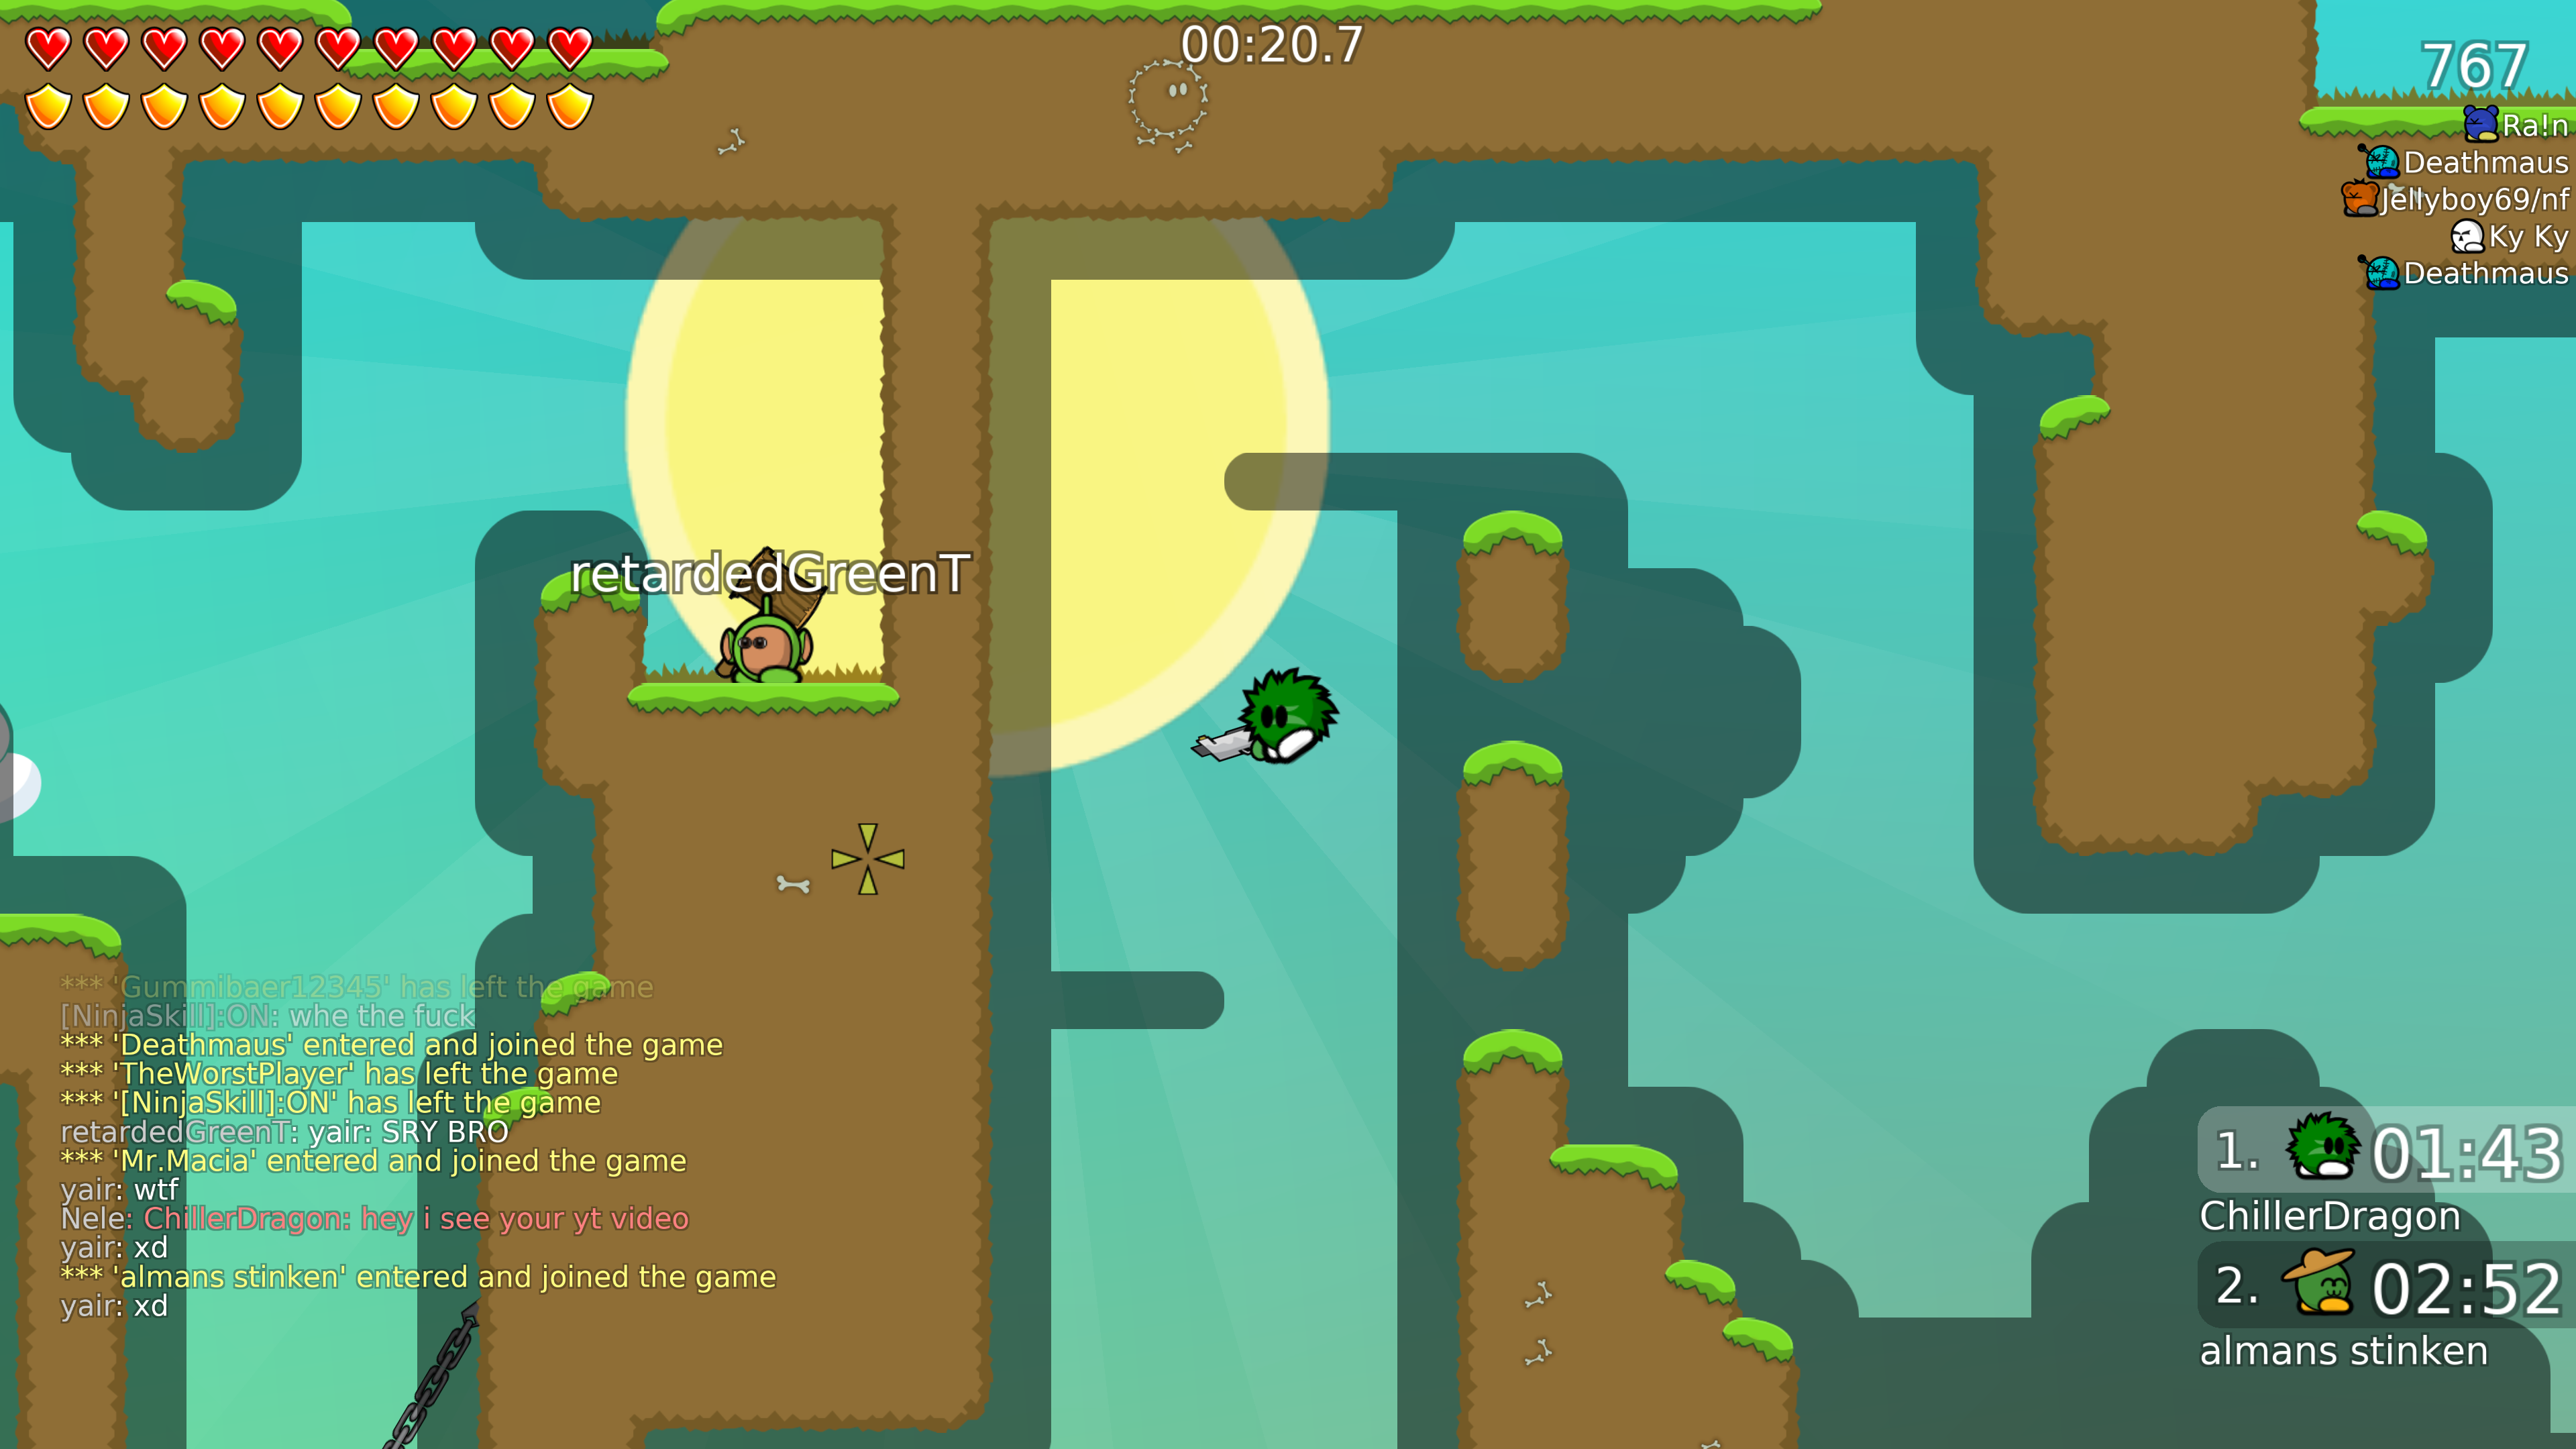 00:20.7
767
Ra!n
Deathmaus
Jellyboy69/nf
Ky Ky
Deathmaus
retardedGreenT
*** 'Gummibaer12345' has left the game
[NinjaSkill]:ON: whe the fuck
*** 'Deathmaus' entered and joined the game
*** 'TheWorstPlayer' has left the game
*** '[NinjaSkill]:ON' has left the game
retardedGreenT: yair: SRY BRO
*** 'Mr.Macia' entered and joined the game
yair: wtf
Nele: ChillerDragon: hey i see your yt video
yair: xd
*** 'almans stinken' entered and joined the game
yair: xd
1. 01:43
ChillerDragon
2. 02:52
almans stinken